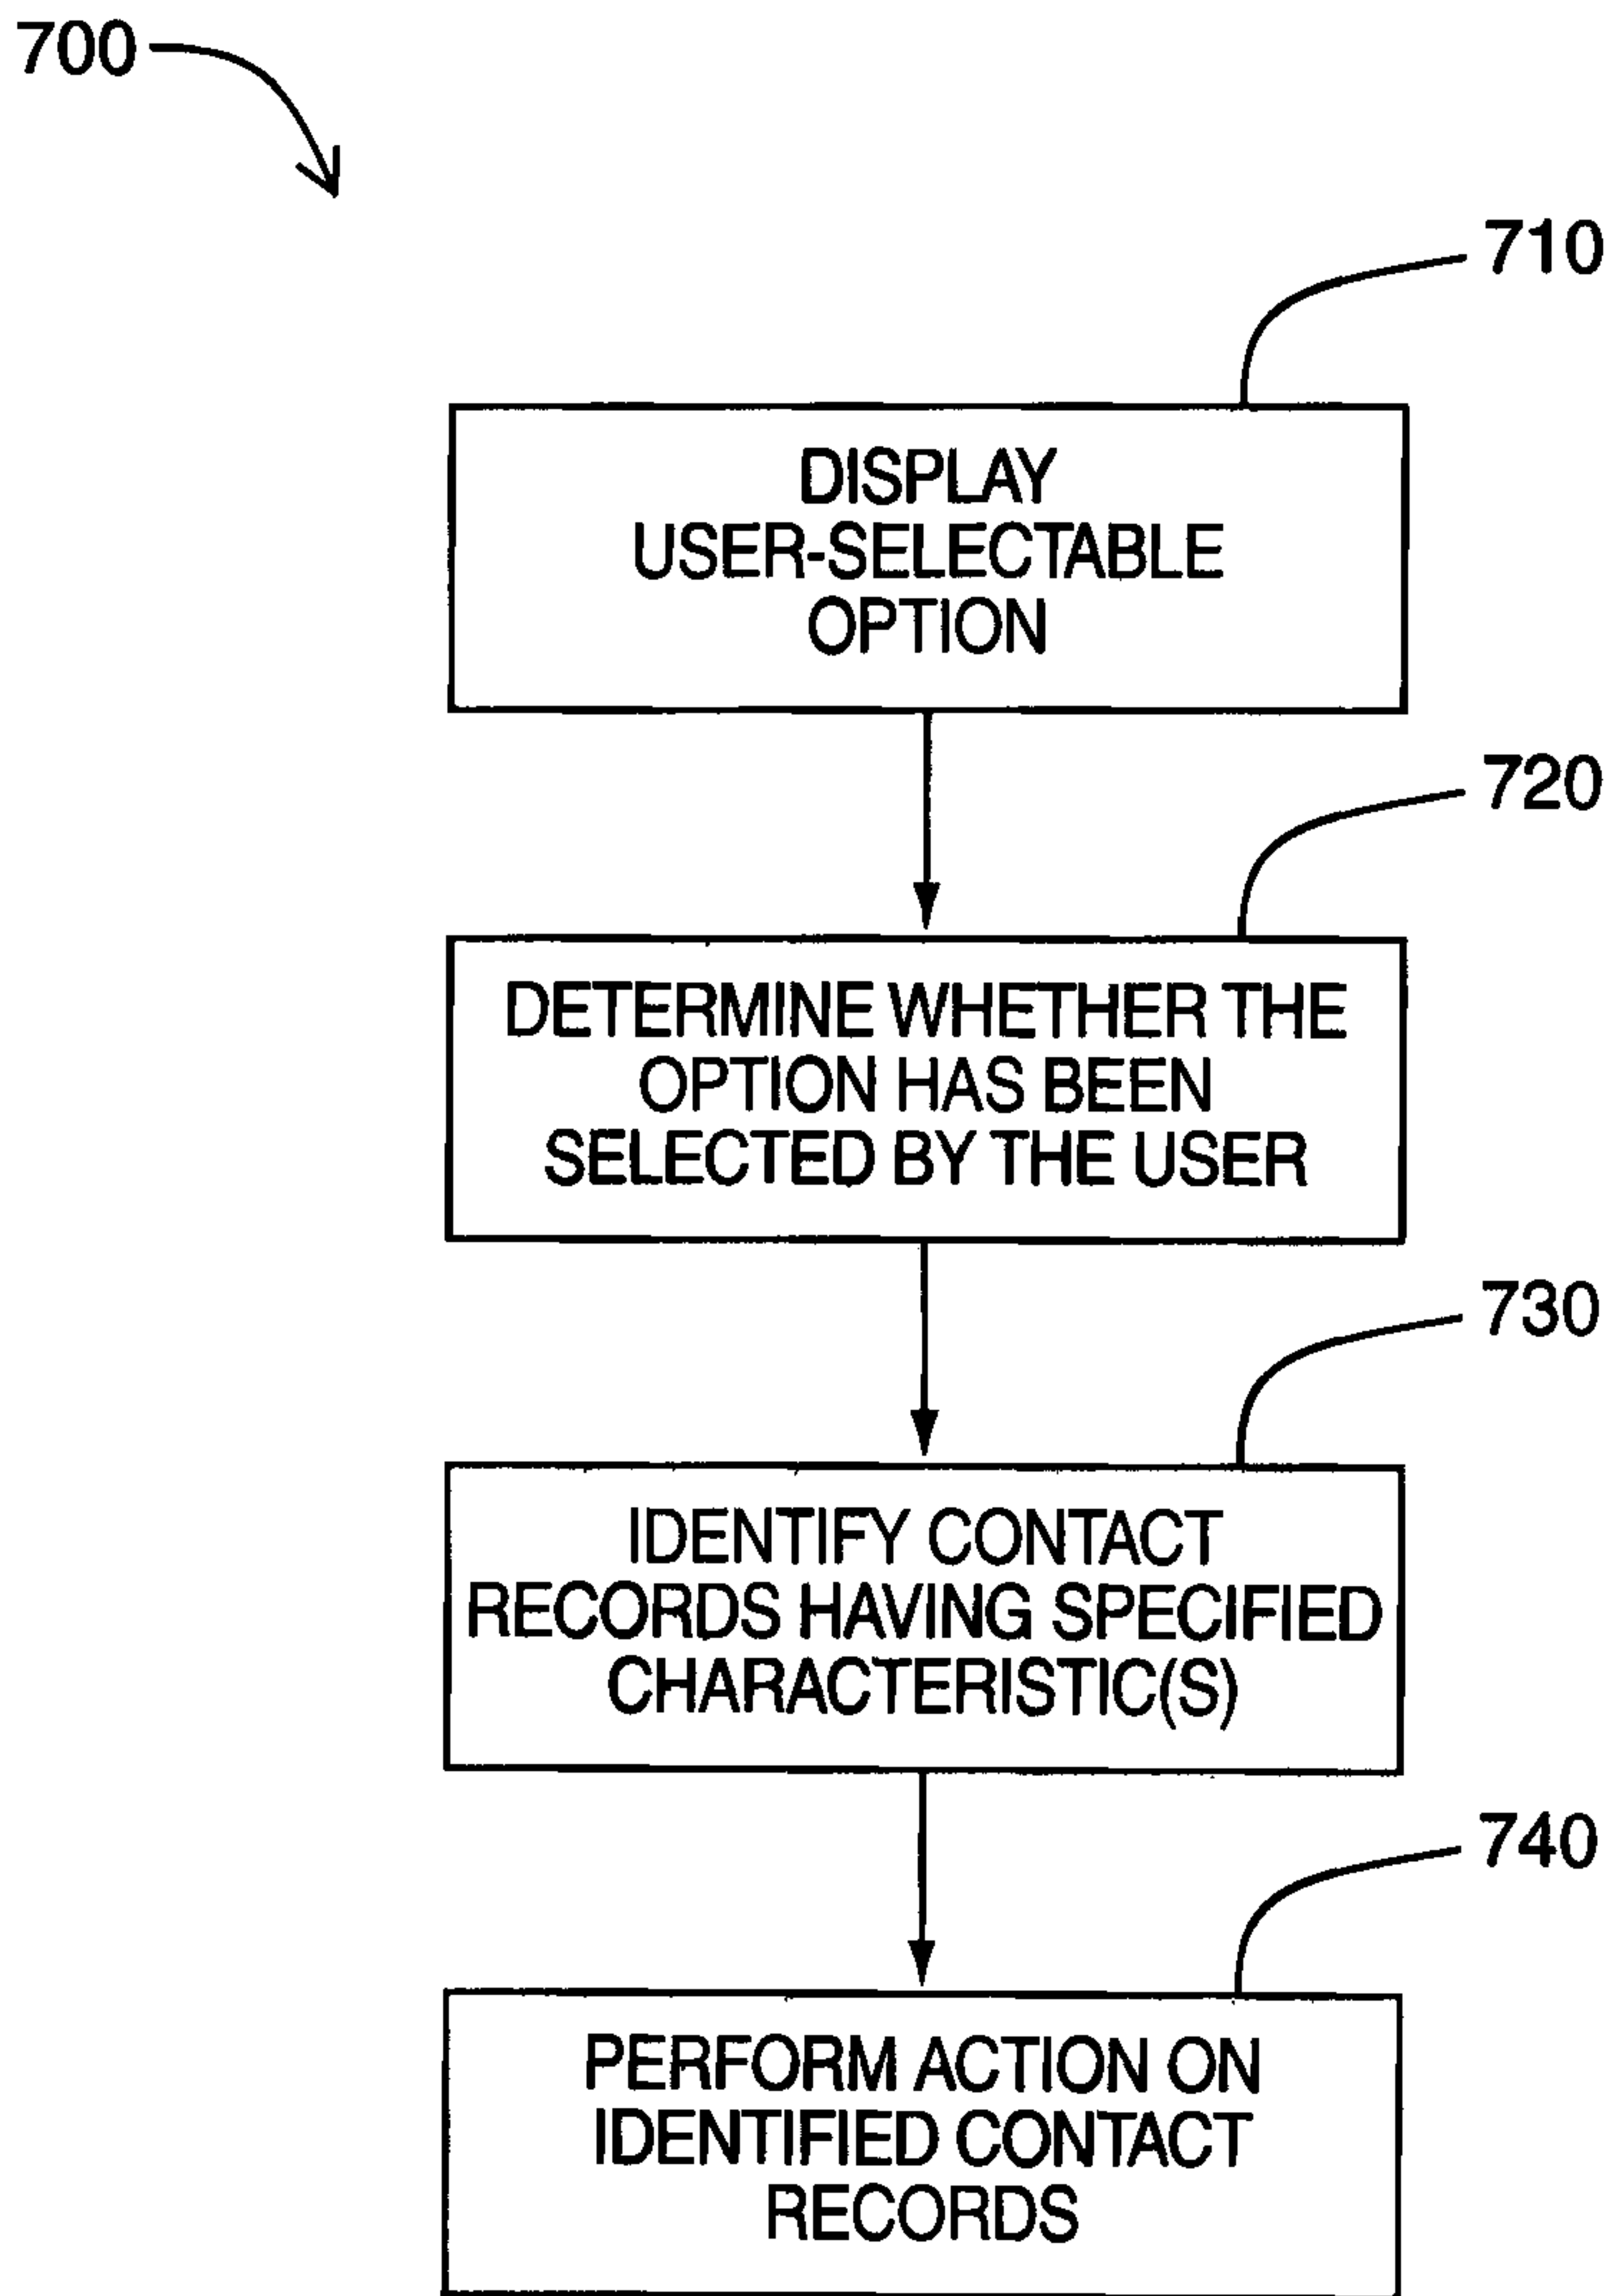 700
710
DISPLAY
USER-SELECTABLE
OPTION
720
DETERMINE WHETHER THE
OPTION HAS BEEN
SELECTED BY THE USER
730
IDENTIFY CONTACT
RECORDS HAVING SPECIFIED
CHARACTERISTIC(S)
740
PERFORM ACTION ON
IDENTIFIED CONTACT
RECORDS